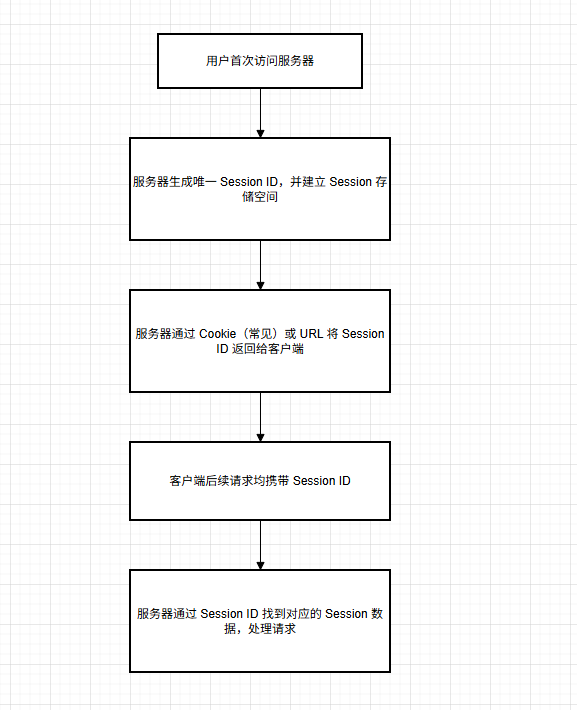 用户首次访问服务器
服务器生成唯一 Session ID，并建立 Session 存
储空间
服务器通过 Cookie（常见）或 URL 将 Session
ID 返回给客户端
客户端后续请求均携带 Session ID
服务器通过 Session ID 找到对应的 Session 数
据，处理请求